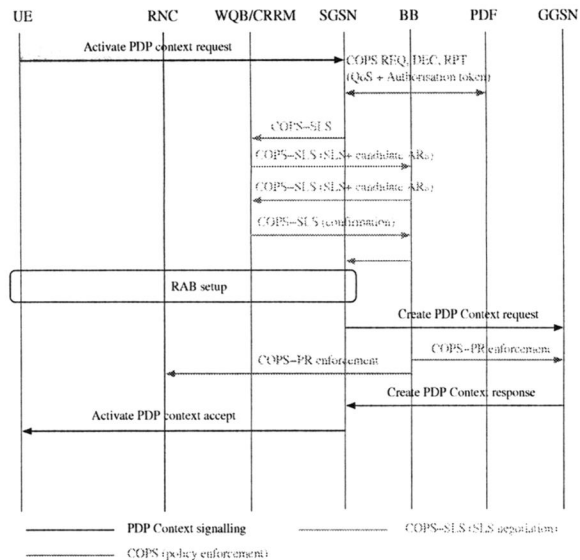 UE RNC WQB/CRRM SGSN BB PDF GGSN
Activate PDP context request
COPS REQ, DEC, RPT
(QoS + Authorisation token)
COPS-SLS
COPS-SLS (SLS+ candidate ARs)
COPS-SLS (SLS+ candidate ARs)
COPS-SLS (confirmation)
RAB setup
Create PDP Context request
COPS-PR enforcement
COPS-PR enforcement
Create PDP Context response
Activate PDP context accept
PDP Context signalling
COPS-SLS (SLS negotiation)
COPS (policy enforcement)